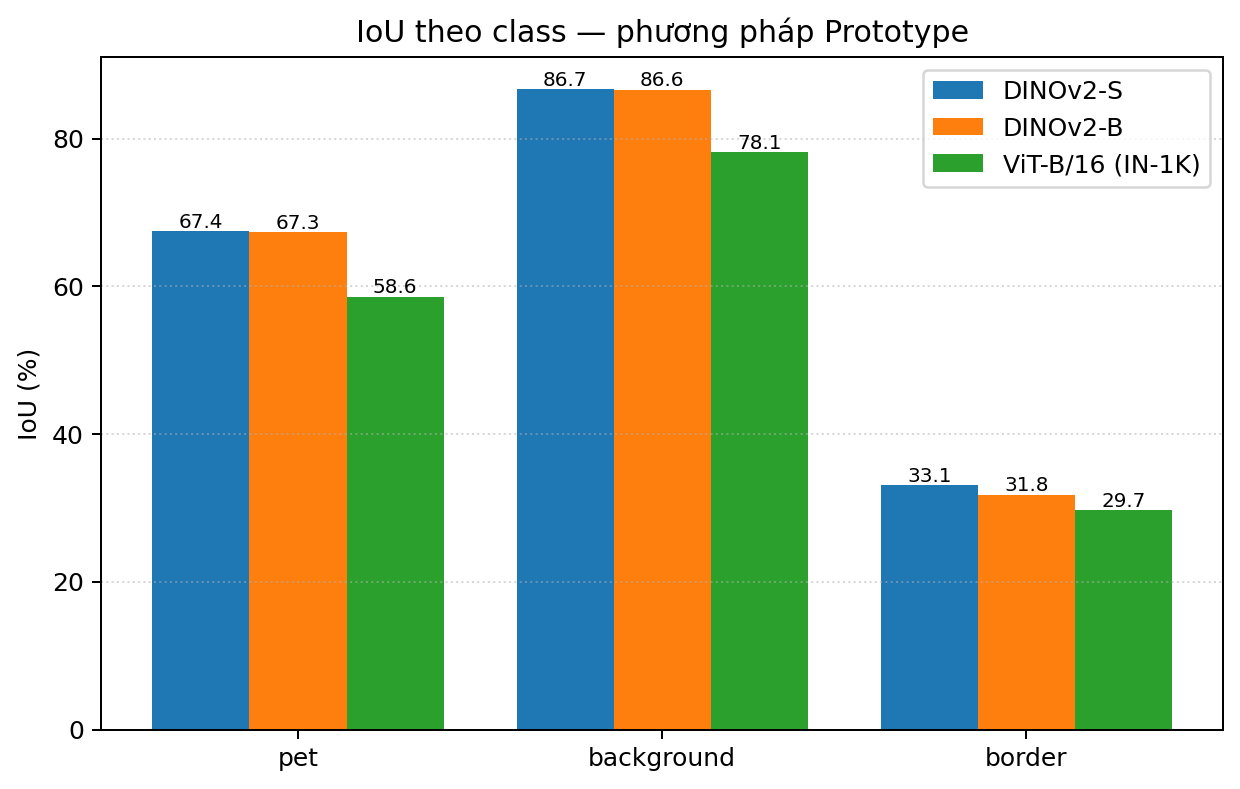 IoU theo class — phương pháp Prototype
DINOv2-S
DINOv2-B
ViT-B/16 (IN-1K)
IoU (%)
80
60
40
20
0
67.4
67.3
58.6
86.7
86.6
78.1
33.1
31.8
29.7
pet
background
border